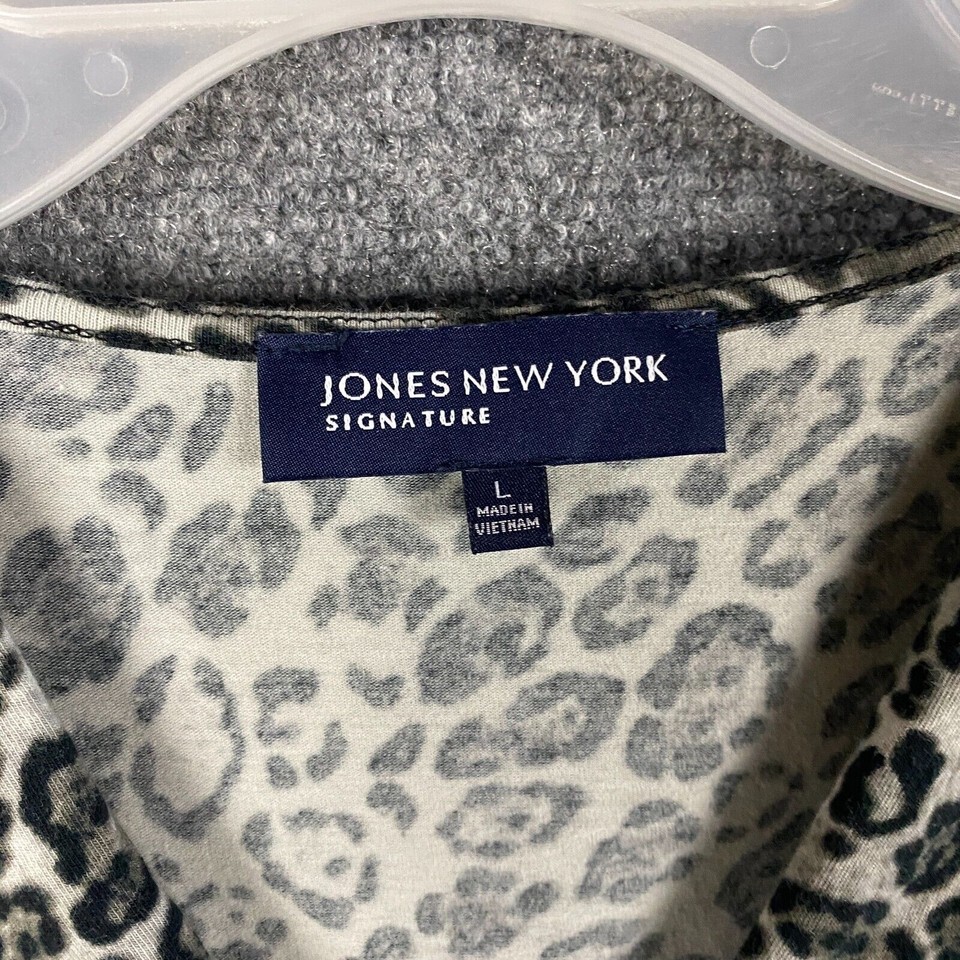 JONES NEW YORK
SIGNATURE
L
MADE IN
VIETNAM